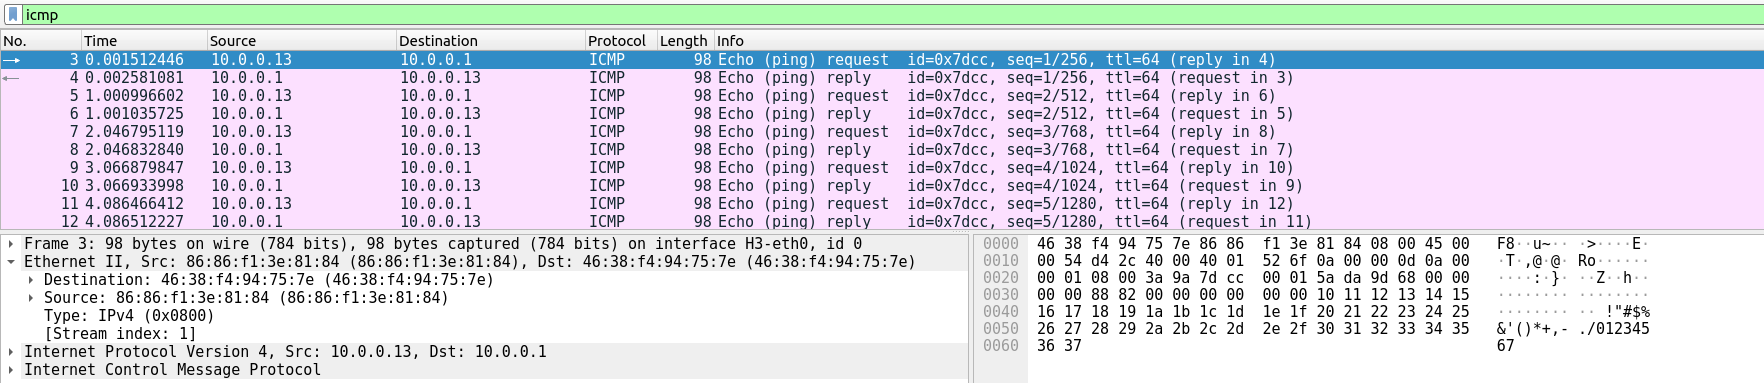 icmp
No. Time Source Destination Protocol Length Info
3 0.001512446 10.0.0.13 10.0.0.1 ICMP 98 Echo (ping) request id=0x7dcc, seq=1/256, ttl=64 (reply in 4)
4 0.002581081 10.0.0.1 10.0.0.13 ICMP 98 Echo (ping) reply id=0x7dcc, seq=1/256, ttl=64 (request in 3)
5 1.000996602 10.0.0.13 10.0.0.1 ICMP 98 Echo (ping) request id=0x7dcc, seq=2/512, ttl=64 (reply in 6)
6 1.001035725 10.0.0.1 10.0.0.13 ICMP 98 Echo (ping) reply id=0x7dcc, seq=2/512, ttl=64 (request in 5)
7 2.046795119 10.0.0.13 10.0.0.1 ICMP 98 Echo (ping) request id=0x7dcc, seq=3/768, ttl=64 (reply in 8)
8 2.046832840 10.0.0.1 10.0.0.13 ICMP 98 Echo (ping) reply id=0x7dcc, seq=3/768, ttl=64 (request in 7)
9 3.066879847 10.0.0.13 10.0.0.1 ICMP 98 Echo (ping) request id=0x7dcc, seq=4/1024, ttl=64 (reply in 10)
10 3.066933998 10.0.0.1 10.0.0.13 ICMP 98 Echo (ping) reply id=0x7dcc, seq=4/1024, ttl=64 (request in 9)
11 4.086466412 10.0.0.13 10.0.0.1 ICMP 98 Echo (ping) request id=0x7dcc, seq=5/1280, ttl=64 (reply in 12)
12 4.086512227 10.0.0.1 10.0.0.13 ICMP 98 Echo (ping) reply id=0x7dcc, seq=5/1280, ttl=64 (request in 11)
Frame 3: 98 bytes on wire (784 bits), 98 bytes captured (784 bits) on interface H3-eth0, id 0
Ethernet II, Src: 86:86:f1:3e:81:84 (86:86:f1:3e:81:84), Dst: 46:38:f4:94:75:7e (46:38:f4:94:75:7e)
Destination: 46:38:f4:94:75:7e (46:38:f4:94:75:7e)
Source: 86:86:f1:3e:81:84 (86:86:f1:3e:81:84)
Type: IPv4 (0x0800)
[Stream index: 1]
Internet Protocol Version 4, Src: 10.0.0.13, Dst: 10.0.0.1
Internet Control Message Protocol
0000 46 38 f4 94 75 7e 86 86 f1 3e 81 84 08 00 45 00 F8··u~·· ·>····E·
0010 00 54 d4 2c 40 00 40 01 52 6f 0a 00 00 0d 0a 00 ·T·,@·@· Ro······
0020 00 01 08 00 3a 9a 7d cc 00 01 5a da 9d 68 00 00 ····:·}· ··Z··h··
0030 00 00 88 82 00 00 00 00 00 00 10 11 12 13 14 15 ········ ········
0040 16 17 18 19 1a 1b 1c 1d 1e 1f 20 21 22 23 24 25 ········ ·· !"#$%
0050 26 27 28 29 2a 2b 2c 2d 2e 2f 30 31 32 33 34 35 &'()*+,- ./012345
0060 36 37 67